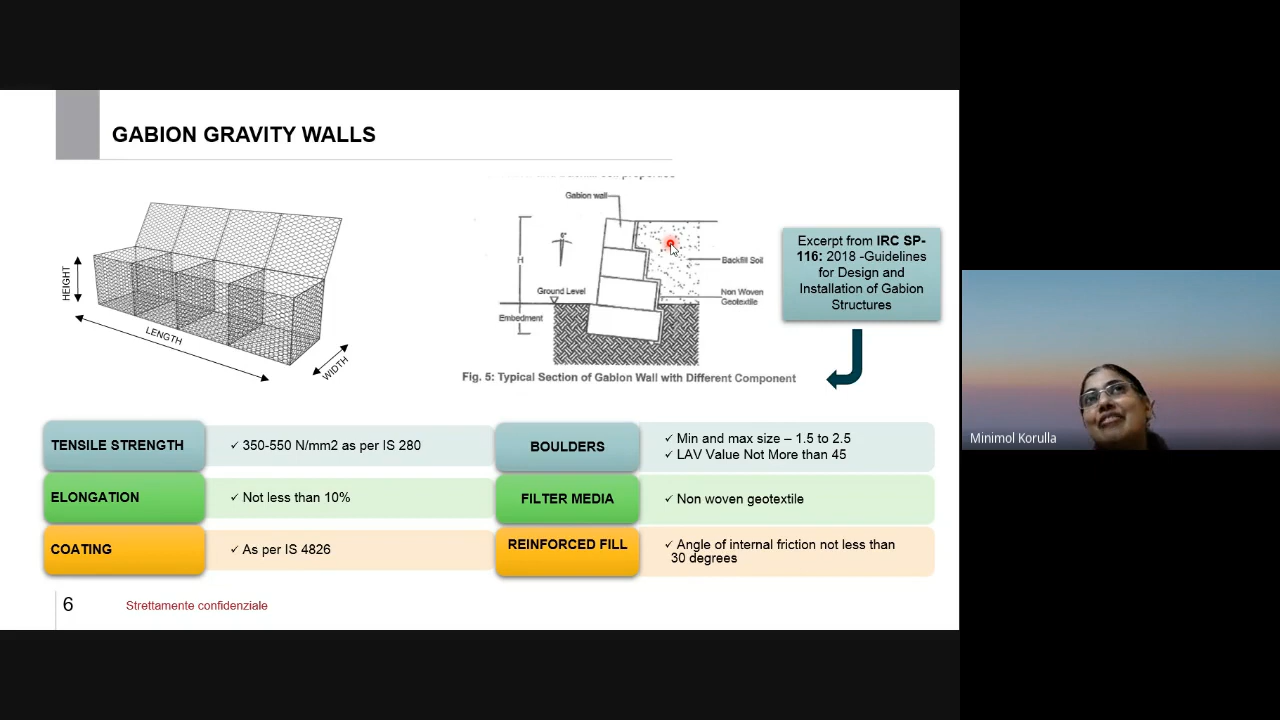 GABION GRAVITY WALLS
HEIGHT
LENGTH
WIDTH
Gabion wall
6°
H
Backfill Soil
Ground Level
Non Woven
Geotextile
Embedment
Fig. 5: Typical Section of Gabion Wall with Different Component
Excerpt from IRC SP-
116: 2018 -Guidelines
for Design and
Installation of Gabion
Structures
TENSILE STRENGTH
✓ 350-550 N/mm2 as per IS 280
BOULDERS
✓ Min and max size – 1.5 to 2.5
✓ LAV Value Not More than 45
ELONGATION
✓ Not less than 10%
FILTER MEDIA
✓ Non woven geotextile
COATING
✓ As per IS 4826
REINFORCED FILL
✓ Angle of internal friction not less than
30 degrees
6
Strettamente confidenziale
Minimol Korulla